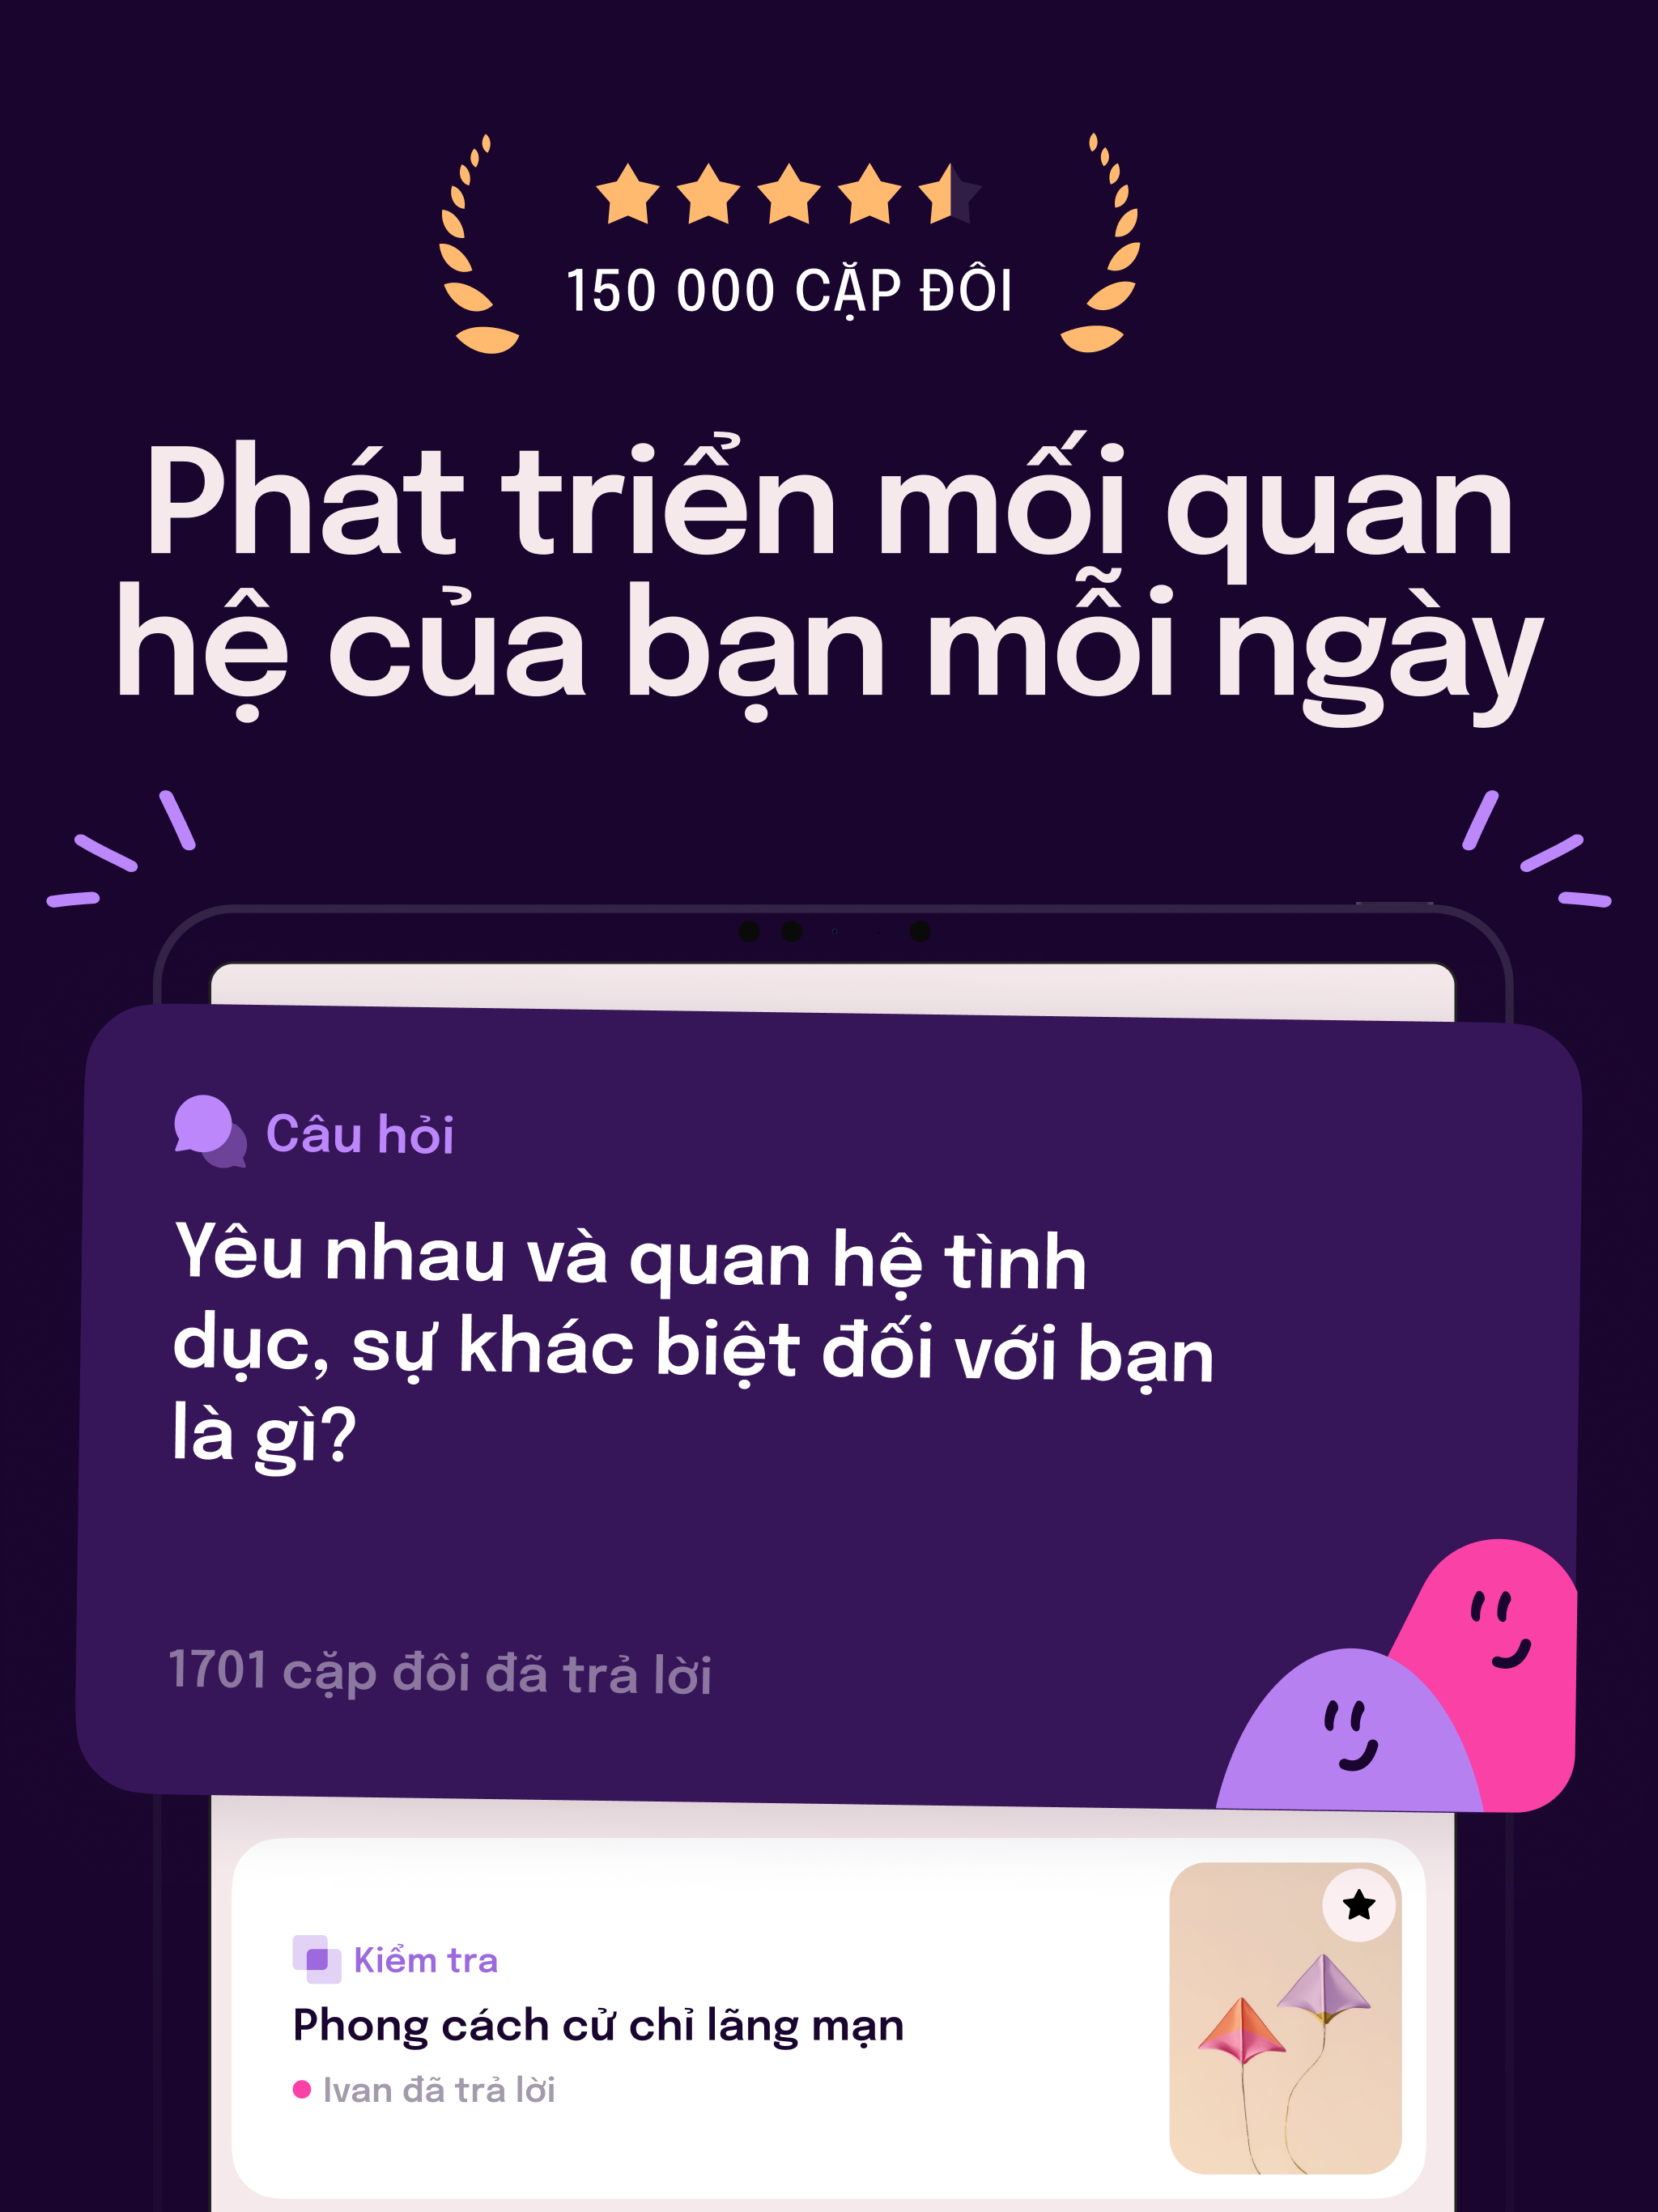 150 000 CẶP ĐÔI
Phát triển mối quan
hệ của bạn mỗi ngày
Câu hỏi
Yêu nhau và quan hệ tình
dục, sự khác biệt đối với bạn
là gì?
1701 cặp đôi đã trả lời
Kiểm tra
Phong cách cử chỉ lãng mạn
Ivan đã trả lời